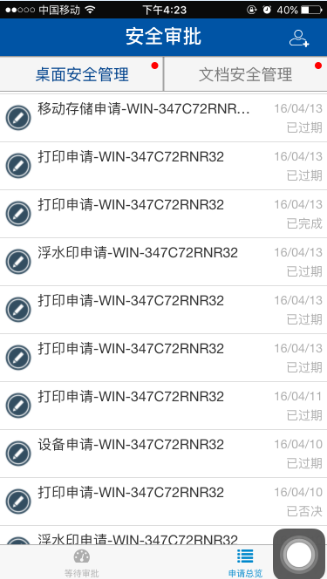 中国移动 下午4:23 40%
安全审批
桌面安全管理 文档安全管理
移动存储申请-WIN-347C72RNR... 16/04/13
已过期
打印申请-WIN-347C72RNR32 16/04/13
已过期
打印申请-WIN-347C72RNR32 16/04/13
已完成
浮水印申请-WIN-347C72RNR32 16/04/13
已过期
打印申请-WIN-347C72RNR32 16/04/13
已过期
打印申请-WIN-347C72RNR32 16/04/13
已过期
打印申请-WIN-347C72RNR32 16/04/11
已过期
设备申请-WIN-347C72RNR32 16/04/10
已过期
打印申请-WIN-347C72RNR32 16/04/10
已否决
浮水印申请-WIN-347C72RNR32
等待审批 申请总览